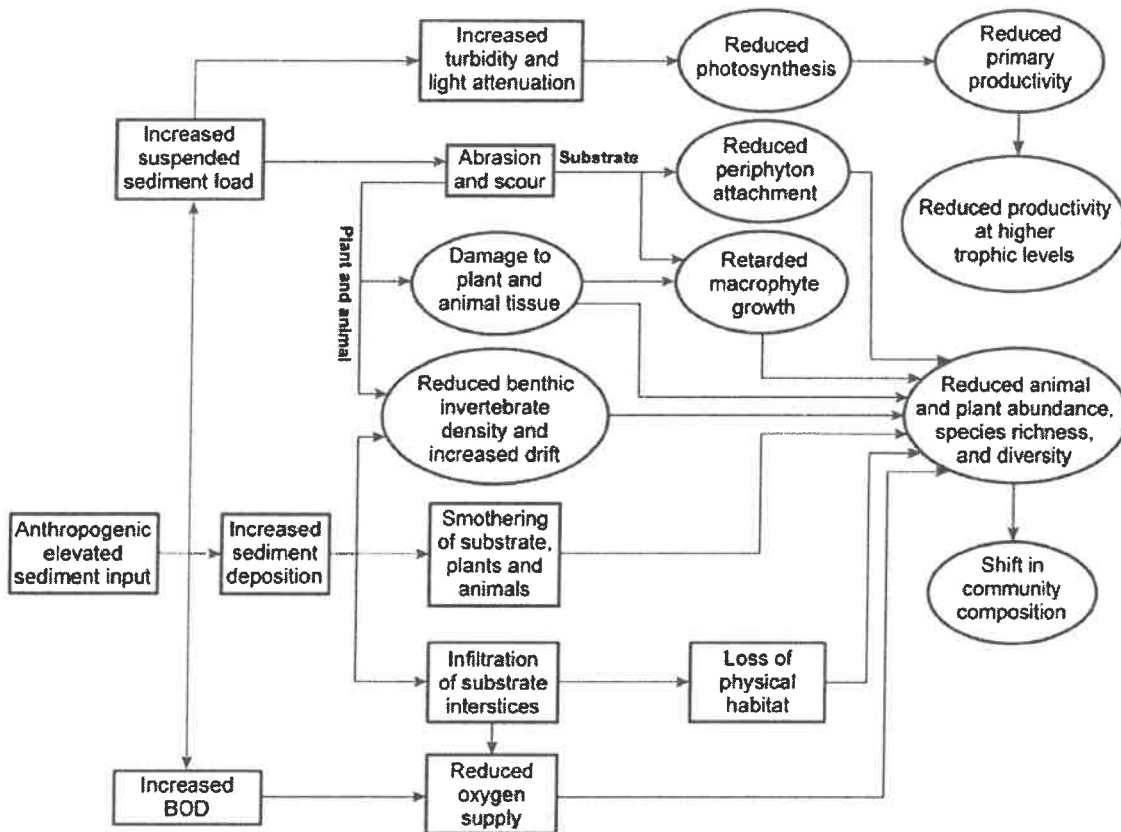 Increased
turbidity and
light attenuation
Reduced
photosynthesis
Reduced
primary
productivity
Increased
suspended
sediment load
Abrasion
and scour
Substrate
Reduced
periphyton
attachment
Reduced productivity
at higher
trophic levels
Plant and animal
Damage to
plant and
animal tissue
Retarded
macrophyte
growth
Reduced benthic
invertebrate
density and
increased drift
Reduced animal
and plant abundance,
species richness,
and diversity
Anthropogenic
elevated
sediment input
Increased
sediment
deposition
Smothering
of substrate,
plants and
animals
Shift in
community
composition
Infiltration
of substrate
interstices
Loss of
physical
habitat
Increased
BOD
Reduced
oxygen
supply